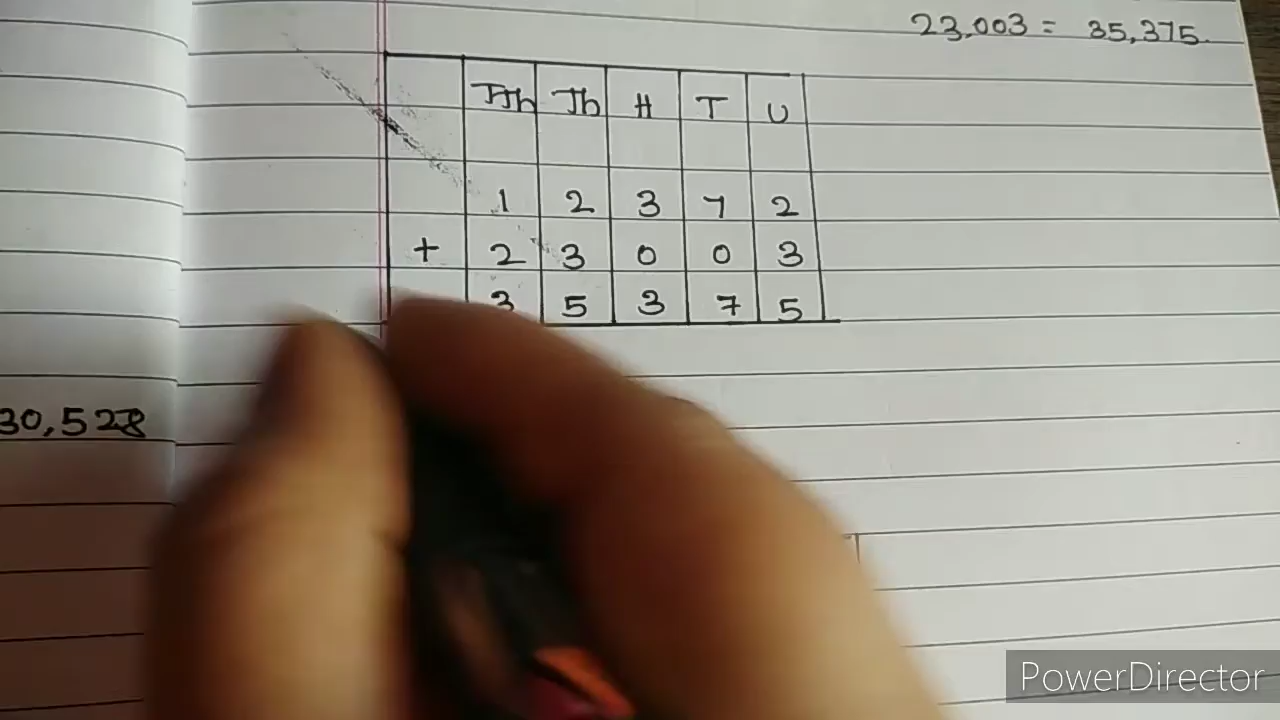 23,003 = 35,375
TTh Th H T U
1 2 3 7 2
+ 2 3 0 0 3
3 5 3 7 5
30,528
PowerDirector